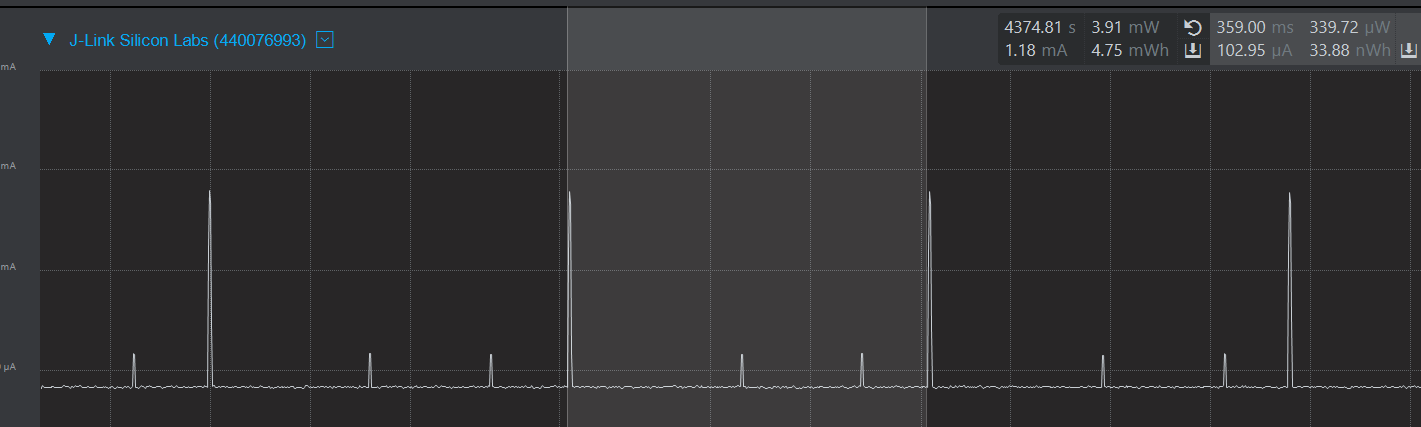 J-Link Silicon Labs (440076993)
4374.81 s 3.91 mW 359.00 ms 339.72 µW
1.18 mA 4.75 mWh 102.95 µA 33.88 nWh
mA
mA
mA
µA